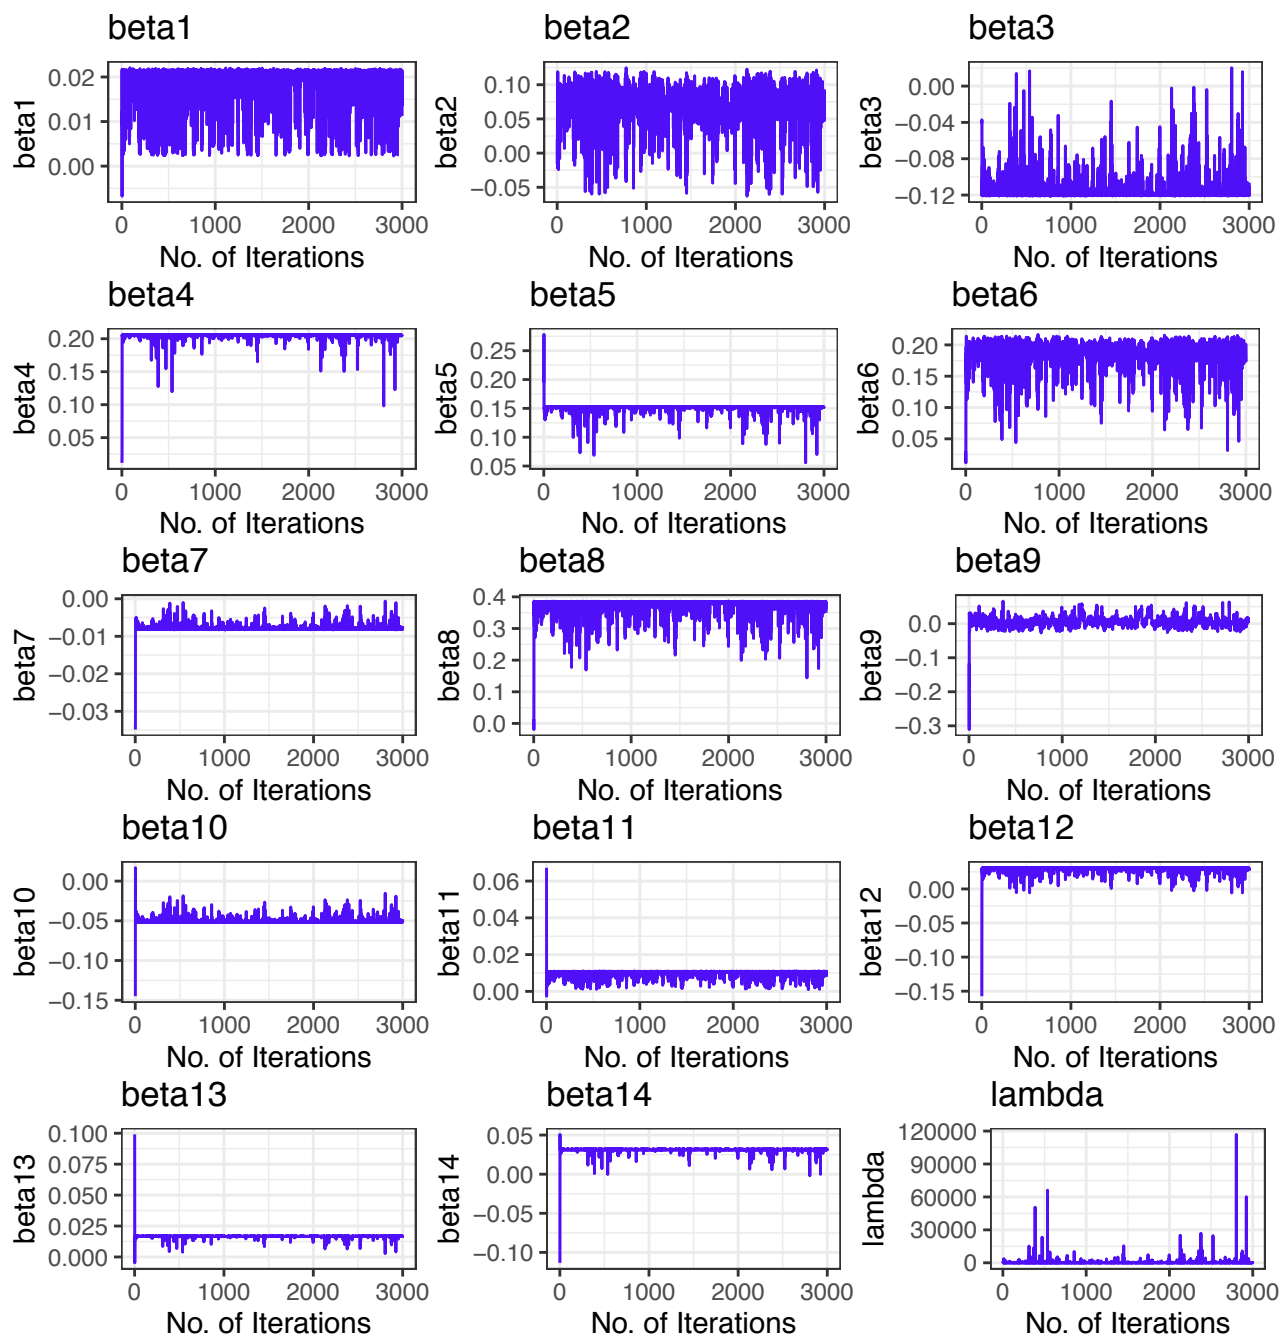 beta1 beta2 beta3
beta1
0.02
0.01
0.00
0 1000 2000 3000
No. of Iterations
beta2
0.10
0.05
0.00
−0.05
0 1000 2000 3000
No. of Iterations
beta3
0.00
−0.04
−0.08
−0.12
0 1000 2000 3000
No. of Iterations
beta4 beta5 beta6
beta4
0.20
0.15
0.10
0.05
0 1000 2000 3000
No. of Iterations
beta5
0.25
0.20
0.15
0.10
0.05
0 1000 2000 3000
No. of Iterations
beta6
0.20
0.15
0.10
0.05
0 1000 2000 3000
No. of Iterations
beta7 beta8 beta9
beta7
0.00
−0.01
−0.02
−0.03
0 1000 2000 3000
No. of Iterations
beta8
0.4
0.3
0.2
0.1
0.0
0 1000 2000 3000
No. of Iterations
beta9
0.0
−0.1
−0.2
−0.3
0 1000 2000 3000
No. of Iterations
beta10 beta11 beta12
beta10
0.00
−0.05
−0.10
−0.15
0 1000 2000 3000
No. of Iterations
beta11
0.06
0.04
0.02
0.00
0 1000 2000 3000
No. of Iterations
beta12
0.00
−0.05
−0.10
−0.15
0 1000 2000 3000
No. of Iterations
beta13 beta14 lambda
beta13
0.100
0.075
0.050
0.025
0.000
0 1000 2000 3000
No. of Iterations
beta14
0.05
0.00
−0.05
−0.10
0 1000 2000 3000
No. of Iterations
lambda
120000
90000
60000
30000
0
0 1000 2000 3000
No. of Iterations